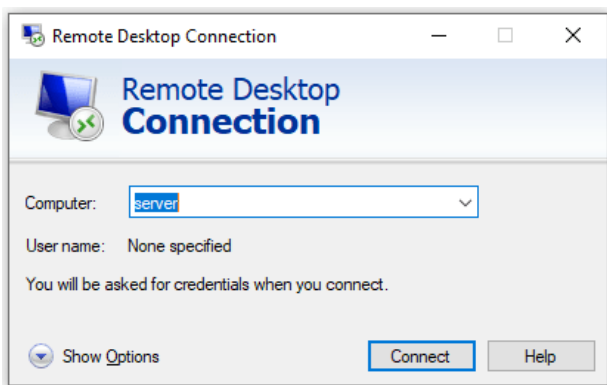 Remote Desktop Connection
Remote Desktop
Connection
Computer: server
User name: None specified
You will be asked for credentials when you connect.
Show Options Connect Help